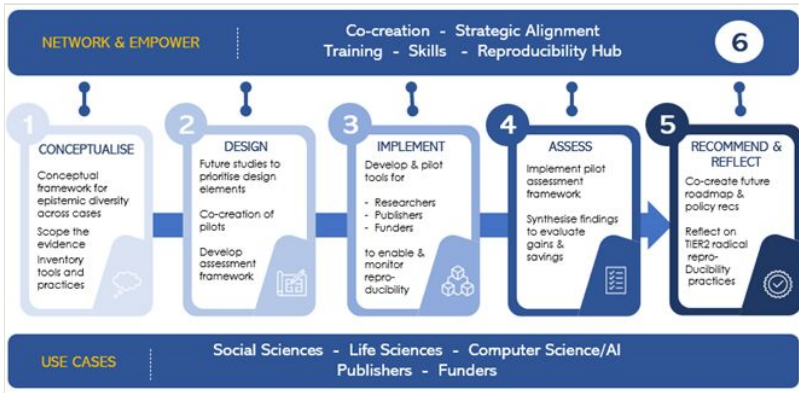 NETWORK & EMPOWER
Co-creation - Strategic Alignment
Training - Skills - Reproducibility Hub
6
1
CONCEPTUALISE
Conceptual
framework for
epistemic diversity
across cases
Scope the
evidence
Inventory
tools and
practices
2
DESIGN
Future studies to
prioritise design
elements
Co-creation of
pilots
Develop
assessment
framework
3
IMPLEMENT
Develop & pilot
tools for
- Researchers
- Publishers
- Funders
to enable &
monitor
repro-
ducibility
4
ASSESS
Implement pilot
assessment
framework
Synthesise findings
to evaluate
gains &
savings
5
RECOMMEND &
REFLECT
Co-create future
roadmap &
policy recs
Reflect on
TIER2 radical
repro-
Ducibility
practices
USE CASES
Social Sciences - Life Sciences - Computer Science/AI
Publishers - Funders